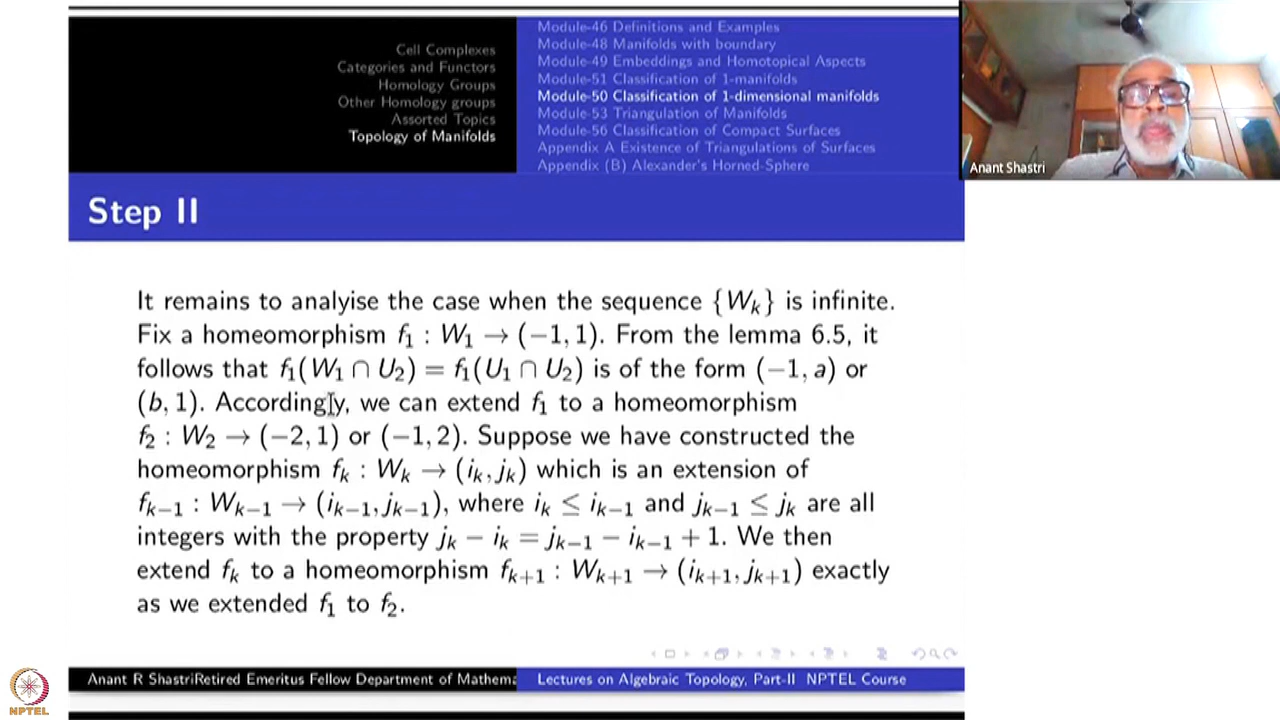 Cell Complexes
Categories and Functors
Homology Groups
Other Homology groups
Assorted Topics
Topology of Manifolds
Module-46 Definitions and Examples
Module-48 Manifolds with boundary
Module-49 Embeddings and Homotopical Aspects
Module-51 Classification of 1-manifolds
Module-50 Classification of 1-dimensional manifolds
Module-53 Triangulation of Manifolds
Module-56 Classification of Compact Surfaces
Appendix A Existence of Triangulations of Surfaces
Appendix (B) Alexander's Horned-Sphere
Anant Shastri
Step II
It remains to analyise the case when the sequence {W_k} is infinite.
Fix a homeomorphism f_1 : W_1 → (−1, 1). From the lemma 6.5, it
follows that f_1(W_1 ∩ U_2) = f_1(U_1 ∩ U_2) is of the form (−1, a) or
(b, 1). Accordingly, we can extend f_1 to a homeomorphism
f_2 : W_2 → (−2, 1) or (−1, 2). Suppose we have constructed the
homeomorphism f_k : W_k → (i_k, j_k) which is an extension of
f_{k−1} : W_{k−1} → (i_{k−1}, j_{k−1}), where i_k ≤ i_{k−1} and j_{k−1} ≤ j_k are all
integers with the property j_k − i_k = j_{k−1} − i_{k−1} + 1. We then
extend f_k to a homeomorphism f_{k+1} : W_{k+1} → (i_{k+1}, j_{k+1}) exactly
as we extended f_1 to f_2.
Anant R ShastriRetired Emeritus Fellow Department of Mathema
Lectures on Algebraic Topology, Part-II NPTEL Course
NPTEL